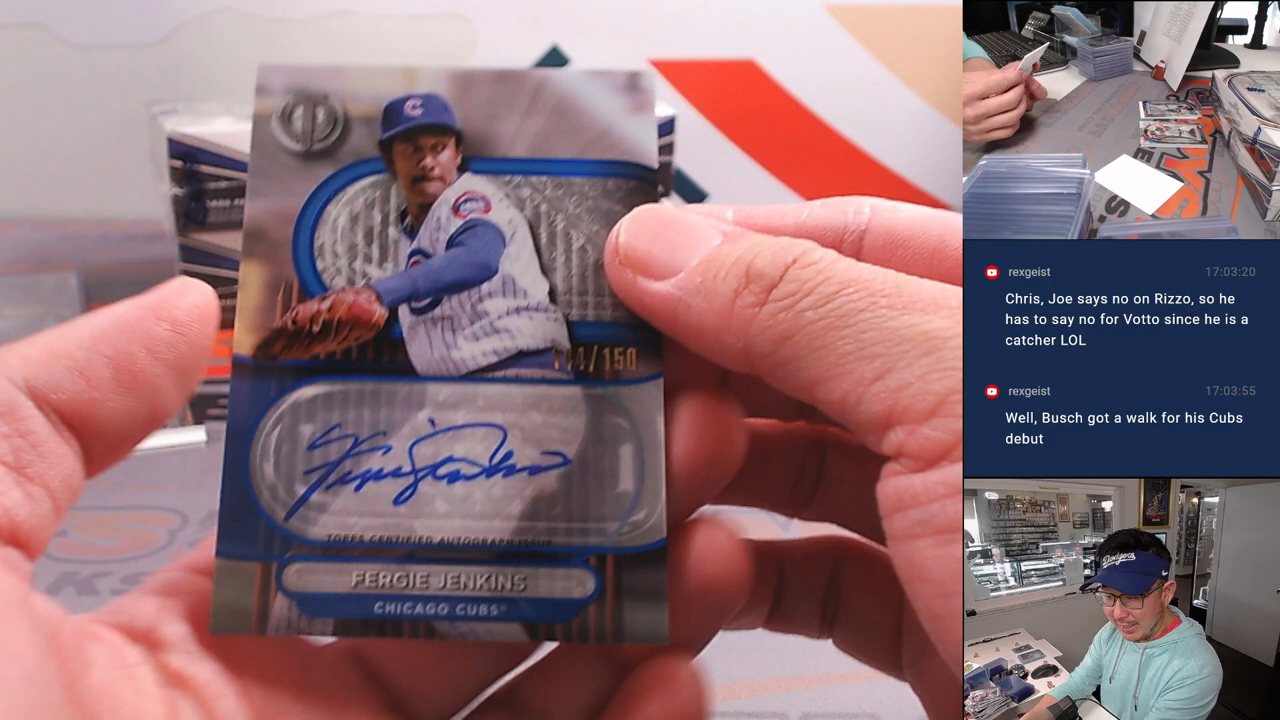 C
/150
TOPPS CERTIFIED AUTOGRAPH ISSUE
FERGIE JENKINS
CHICAGO CUBS
rexgeist 17:03:20
Chris, Joe says no on Rizzo, so he
has to say no for Votto since he is a
catcher LOL
rexgeist 17:03:55
Well, Busch got a walk for his Cubs
debut
Dodgers